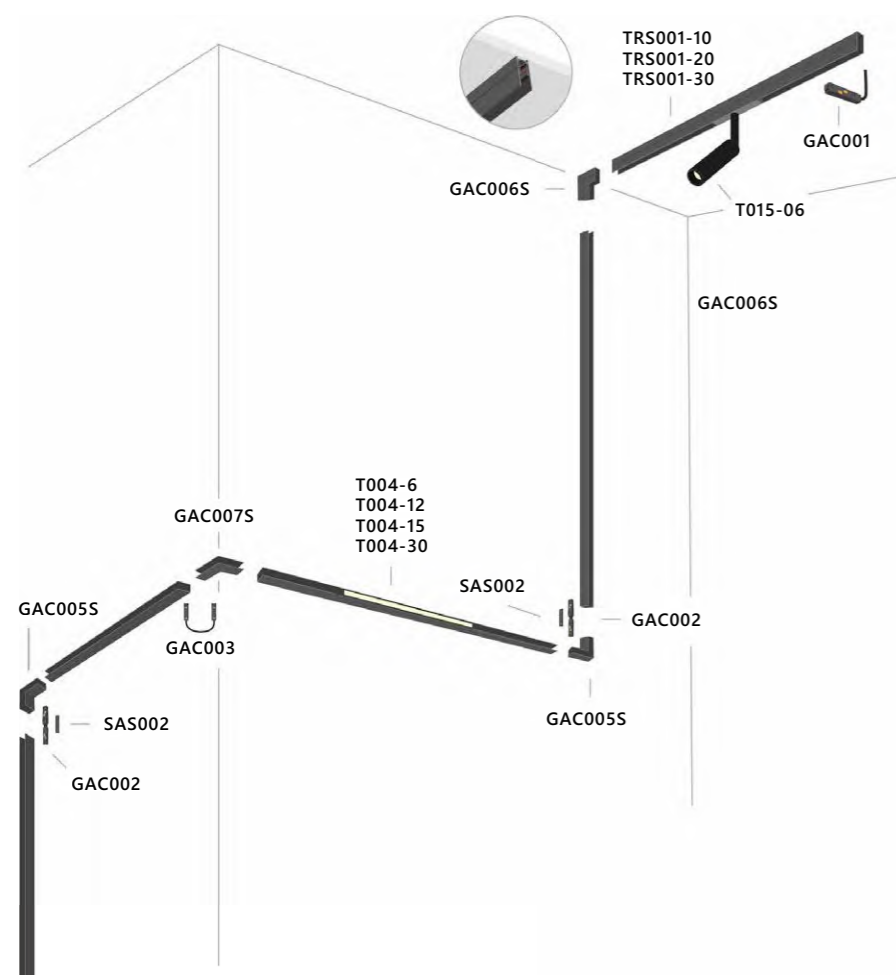 TRS001-10
TRS001-20
TRS001-30
GAC001
GAC006S
T015-06
GAC006S
T004-6
T004-12
T004-15
T004-30
GAC007S
SAS002
GAC005S
GAC002
GAC003
GAC005S
SAS002
GAC002